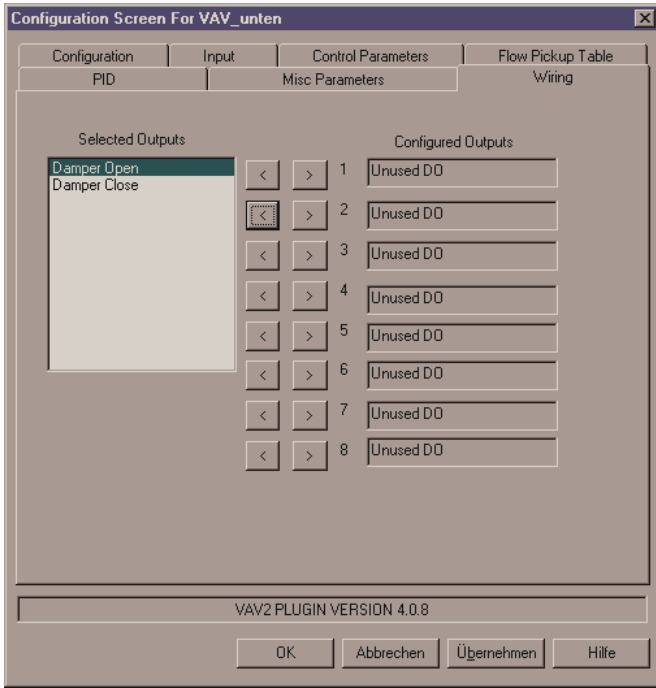 Configuration Screen For VAV_unten
Configuration Input Control Parameters Flow Pickup Table
PID Misc Parameters Wiring
Selected Outputs Configured Outputs
Damper Open
Damper Close
< > 1 Unused DO
< > 2 Unused DO
< > 3 Unused DO
< > 4 Unused DO
< > 5 Unused DO
< > 6 Unused DO
< > 7 Unused DO
< > 8 Unused DO
VAV2 PLUGIN VERSION 4.0.8
OK Abbrechen Übernehmen Hilfe